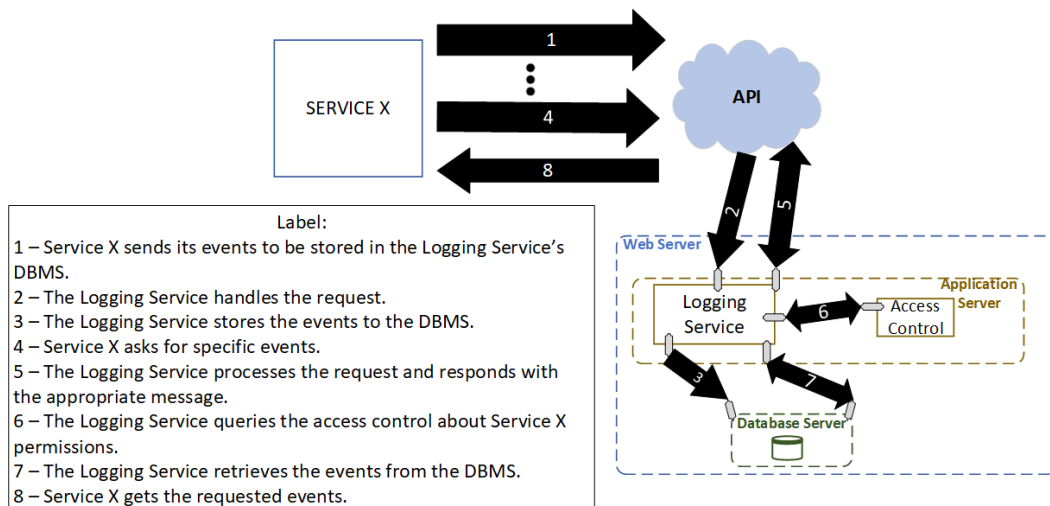 1
SERVICE X
API
4
8
2
5
Label:
1 – Service X sends its events to be stored in the Logging Service's
DBMS.
2 – The Logging Service handles the request.
3 – The Logging Service stores the events to the DBMS.
4 – Service X asks for specific events.
5 – The Logging Service processes the request and responds with
the appropriate message.
6 – The Logging Service queries the access control about Service X
permissions.
7 – The Logging Service retrieves the events from the DBMS.
8 – Service X gets the requested events.
Web Server
Application
Server
Logging
Service
6
Access
Control
3
7
Database Server